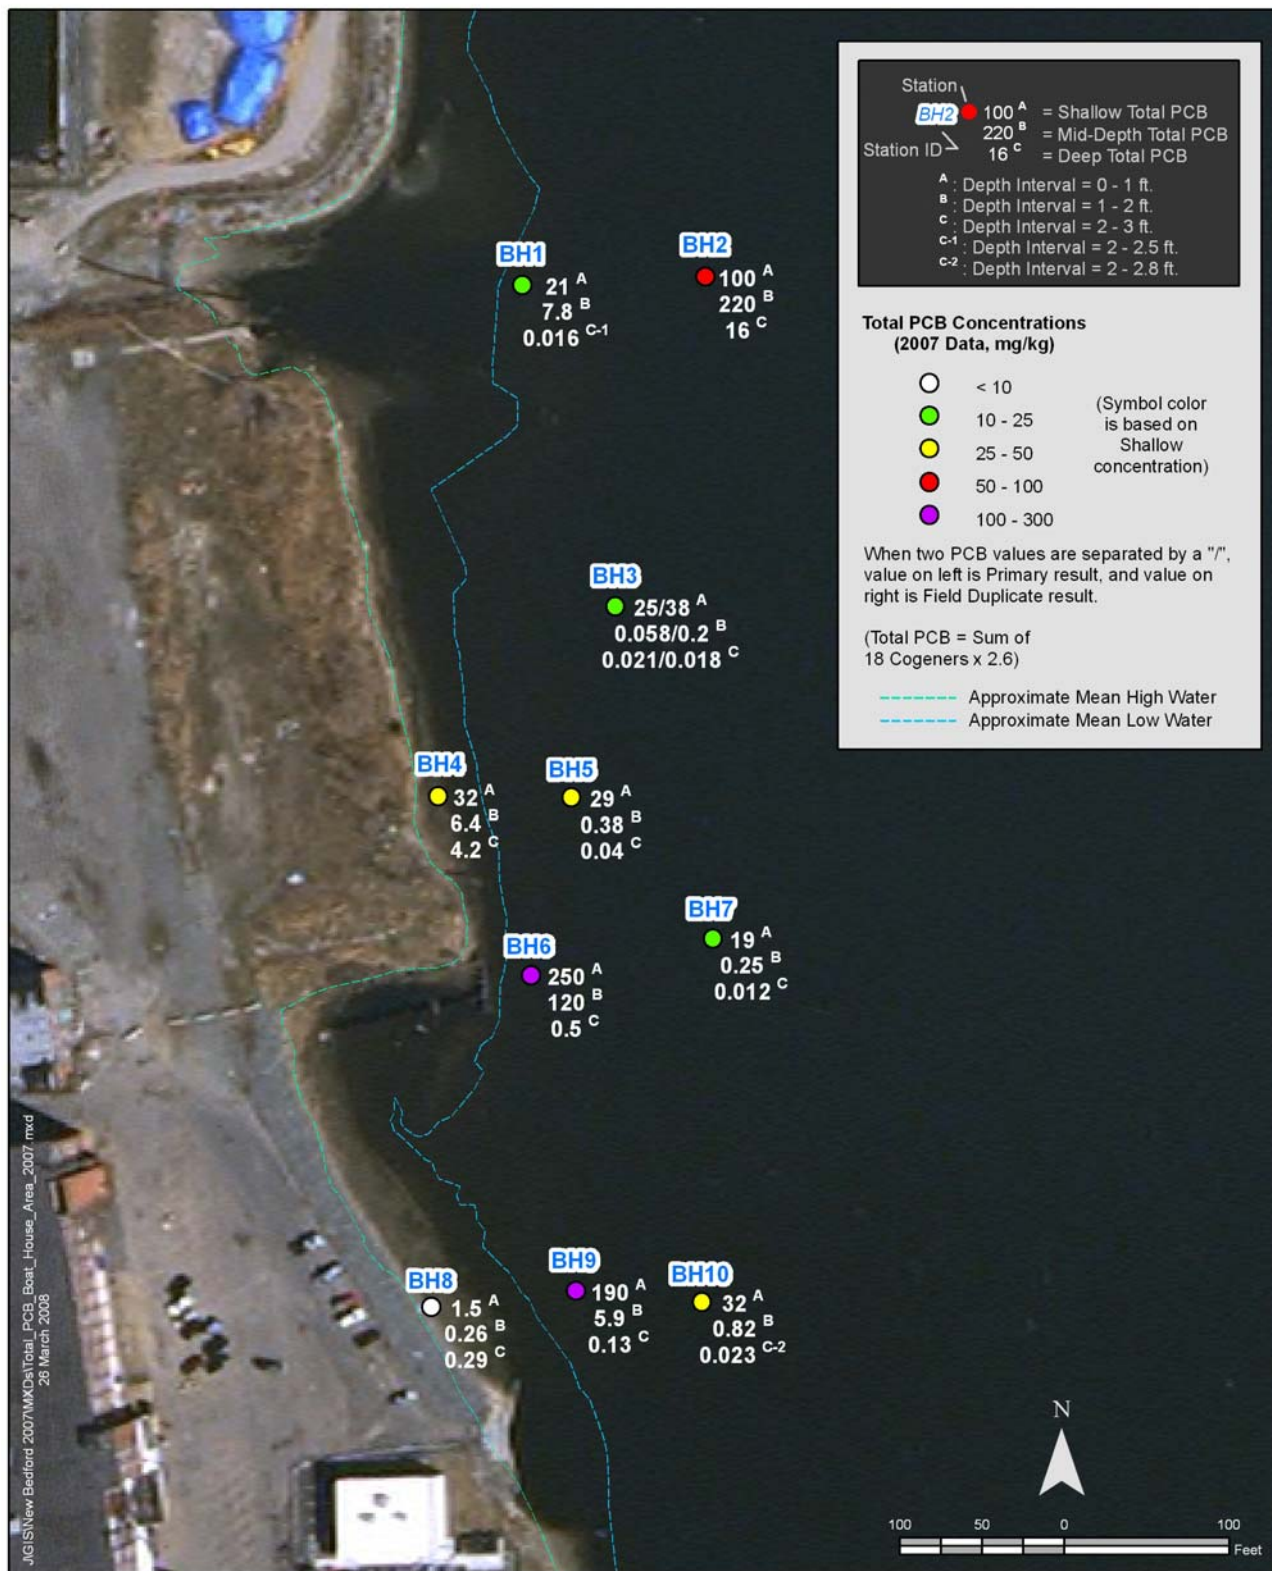 Station
BH2 100 A = Shallow Total PCB
220 B = Mid-Depth Total PCB
Station ID 16 C = Deep Total PCB
A : Depth Interval = 0 - 1 ft.
B : Depth Interval = 1 - 2 ft.
C : Depth Interval = 2 - 3 ft.
C-1 : Depth Interval = 2 - 2.5 ft.
C-2 : Depth Interval = 2 - 2.8 ft.
Total PCB Concentrations
(2007 Data, mg/kg)
< 10
10 - 25
25 - 50
50 - 100
100 - 300
(Symbol color
is based on
Shallow
concentration)
When two PCB values are separated by a "/",
value on left is Primary result, and value on
right is Field Duplicate result.
(Total PCB = Sum of
18 Cogeners x 2.6)
Approximate Mean High Water
Approximate Mean Low Water
BH1
21 A
7.8 B
0.016 C-1
BH2
100 A
220 B
16 C
BH3
25/38 A
0.058/0.2 B
0.021/0.018 C
BH4
32 A
6.4 B
4.2 C
BH5
29 A
0.38 B
0.04 C
BH6
250 A
120 B
0.5 C
BH7
19 A
0.25 B
0.012 C
BH8
1.5 A
0.26 B
0.29 C
BH9
190 A
5.9 B
0.13 C
BH10
32 A
0.82 B
0.023 C-2
N
100 50 0 100
Feet
J:\GIS\New Bedford 2007\MXDs\Total_PCB_Boat_House_Area_2007.mxd
26 March 2008